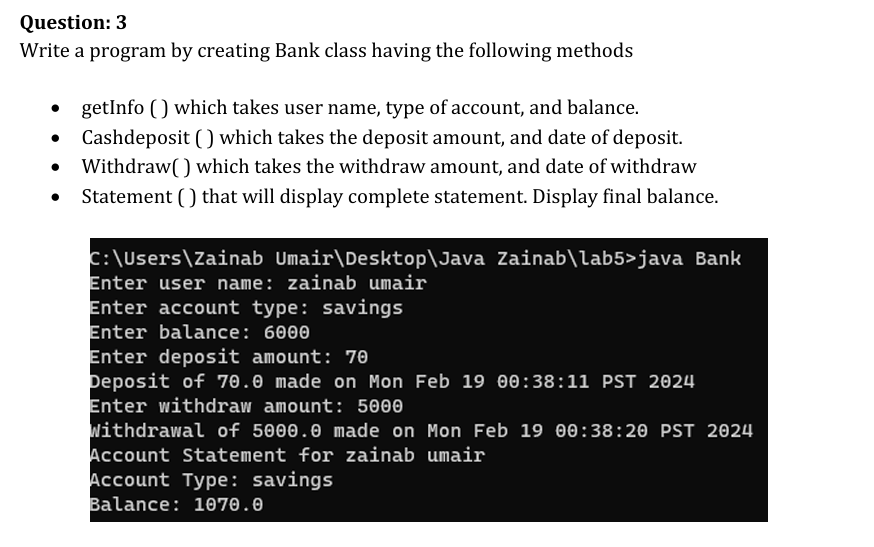 Question: 3
Write a program by creating Bank class having the following methods
• getInfo ( ) which takes user name, type of account, and balance.
• Cashdeposit ( ) which takes the deposit amount, and date of deposit.
• Withdraw( ) which takes the withdraw amount, and date of withdraw
• Statement ( ) that will display complete statement. Display final balance.
C:\Users\Zainab Umair\Desktop\Java Zainab\lab5>java Bank
Enter user name: zainab umair
Enter account type: savings
Enter balance: 6000
Enter deposit amount: 70
Deposit of 70.0 made on Mon Feb 19 00:38:11 PST 2024
Enter withdraw amount: 5000
Withdrawal of 5000.0 made on Mon Feb 19 00:38:20 PST 2024
Account Statement for zainab umair
Account Type: savings
Balance: 1070.0